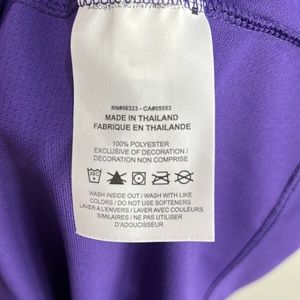 RN#56323 - CA#05553
MADE IN THAILAND
FABRIQUE EN THAILANDE
100% POLYESTER
EXCLUSIVE OF DECORATION /
DECORATION NON COMPRISE
WASH INSIDE OUT / WASH WITH LIKE
COLORS / DO NOT USE SOFTENERS
LAVER A L'ENVERS / LAVER AVEC COULEURS
SIMILAIRES / NE PAS UTILISER
D'ADOUCISSEUR